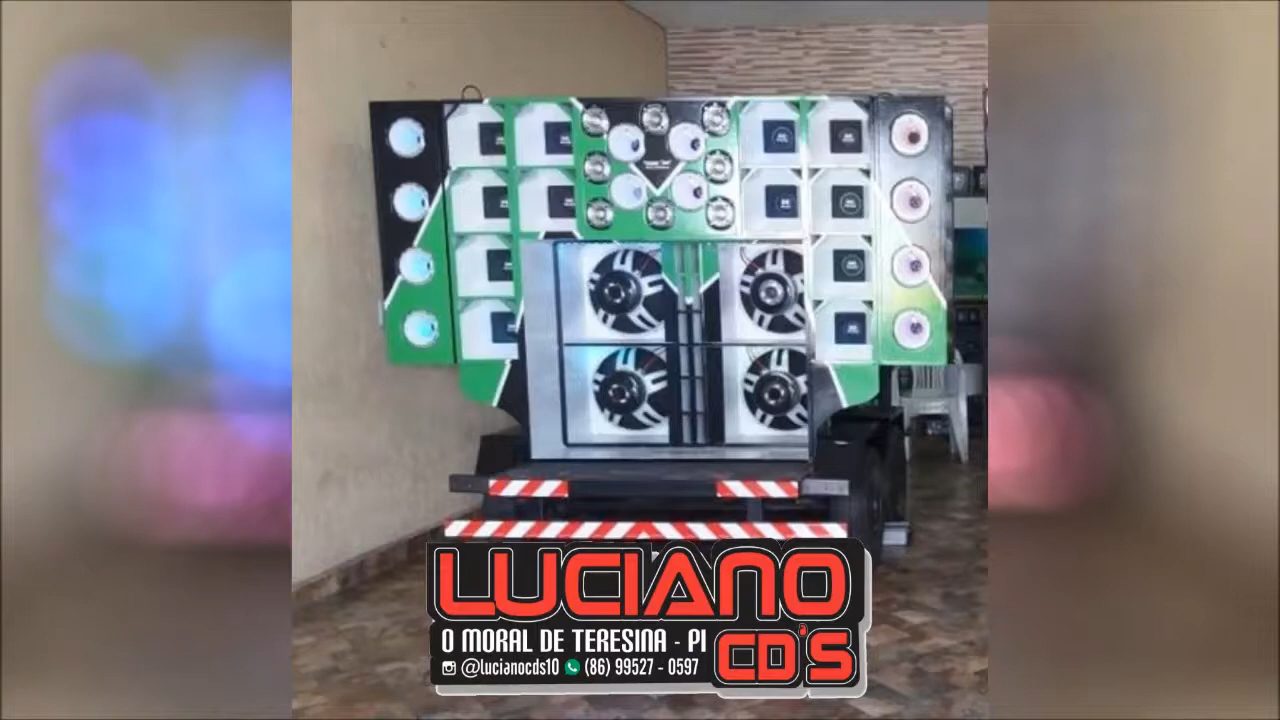 LUCIANO
CD'S
O MORAL DE TERESINA - PI
@lucianocds10 (86) 99527 - 0597